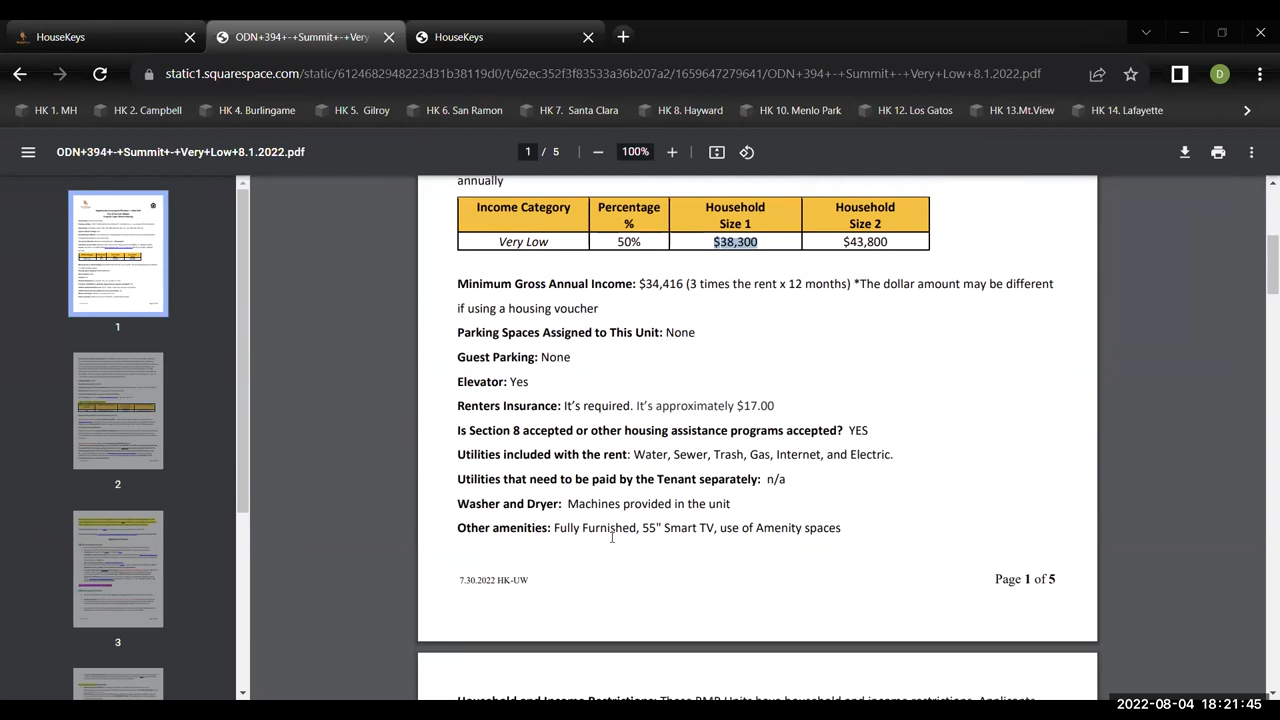 HouseKeys
ODN+394+-+Summit+-+Very
HouseKeys
static1.squarespace.com/static/6124682948223d31b38119d0/t/62ec352f3f83533a36b207a2/1659647279641/ODN+394+-+Summit+-+Very+Low+8.1.2022.pdf
D
HK 1. MH
HK 2. Campbell
HK 4. Burlingame
HK 5. Gilroy
HK 6. San Ramon
HK 7. Santa Clara
HK 8. Hayward
HK 10. Menlo Park
HK 12. Los Gatos
HK 13.Mt.View
HK 14. Lafayette
ODN+394+-+Summit+-+Very+Low+8.1.2022.pdf
1 / 5
100%
1
2
3
annually
Income Category Percentage % Household Size 1 Household Size 2
Very Low 50% $38,300 $43,800
Minimum Gross Annual Income: $34,416 (3 times the rent x 12 months) *The dollar amount may be different
if using a housing voucher
Parking Spaces Assigned to This Unit: None
Guest Parking: None
Elevator: Yes
Renters Insurance: It's required. It's approximately $17.00
Is Section 8 accepted or other housing assistance programs accepted? YES
Utilities included with the rent: Water, Sewer, Trash, Gas, Internet, and Electric.
Utilities that need to be paid by the Tenant separately: n/a
Washer and Dryer: Machines provided in the unit
Other amenities: Fully Furnished, 55" Smart TV, use of Amenity spaces
7.30.2022 HK-UW
Page 1 of 5
2022-08-04 18:21:45